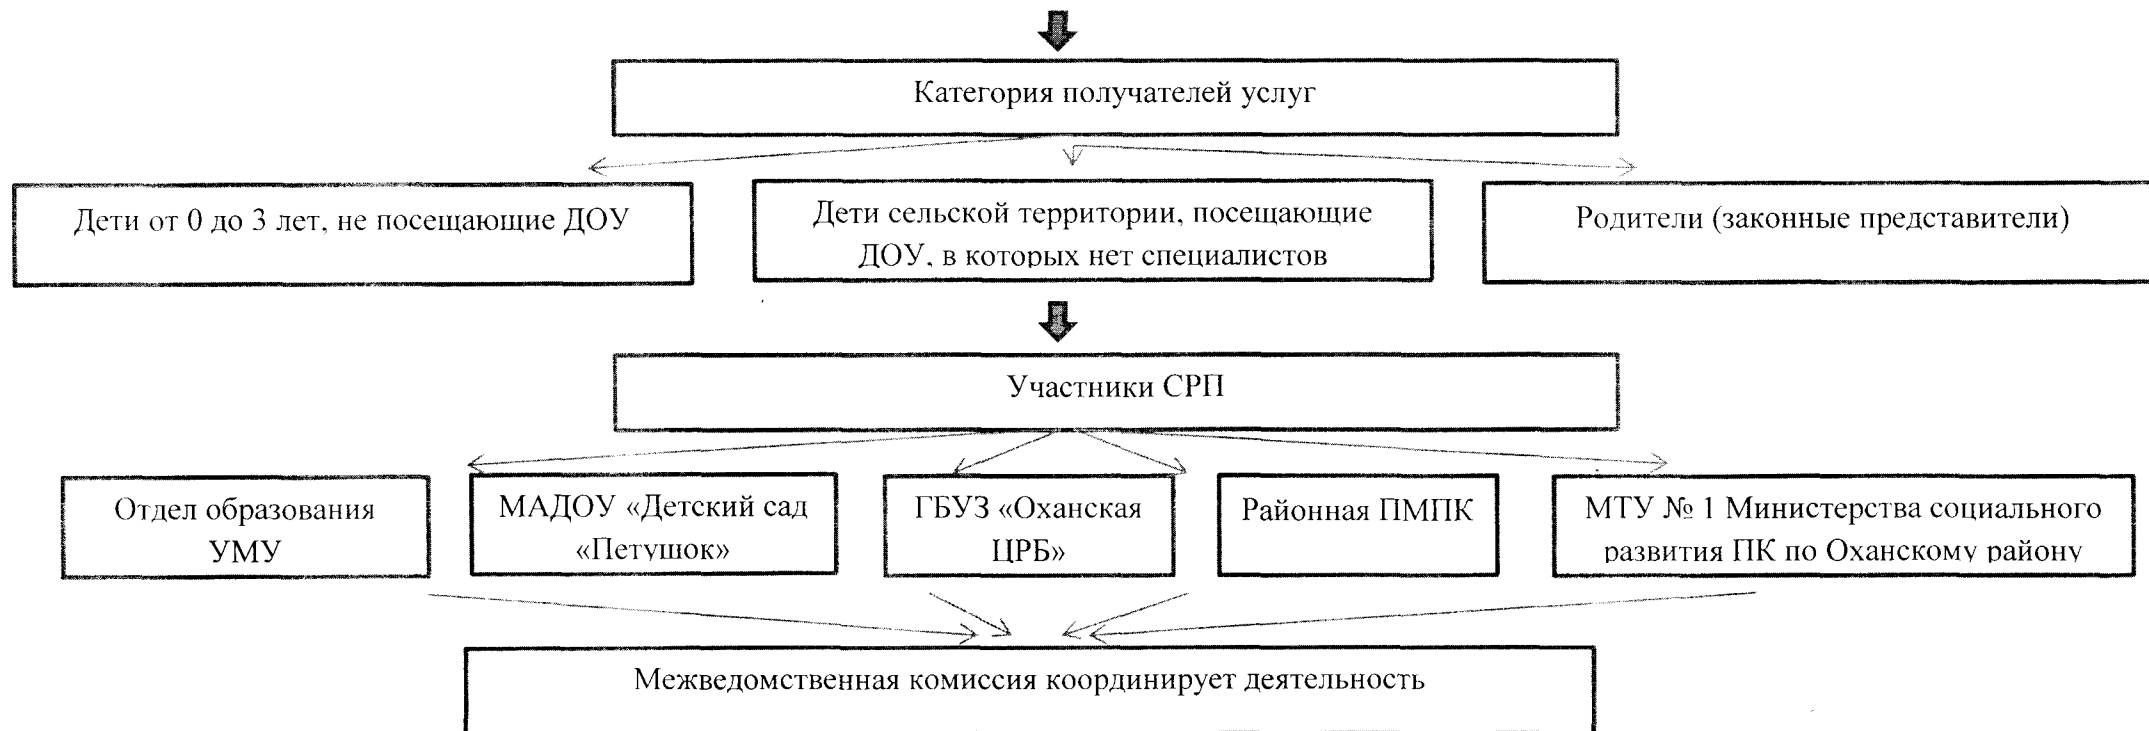 Категория получателей услуг
Дети от 0 до 3 лет, не посещающие ДОУ
Дети сельской территории, посещающие
ДОУ, в которых нет специалистов
Родители (законные представители)
Участники СРП
Отдел образования
УМУ
МАДОУ «Детский сад
«Петушок»
ГБУЗ «Оханская
ЦРБ»
Районная ПМПК
МТУ № 1 Министерства социального
развития ПК по Оханскому району
Межведомственная комиссия координирует деятельность